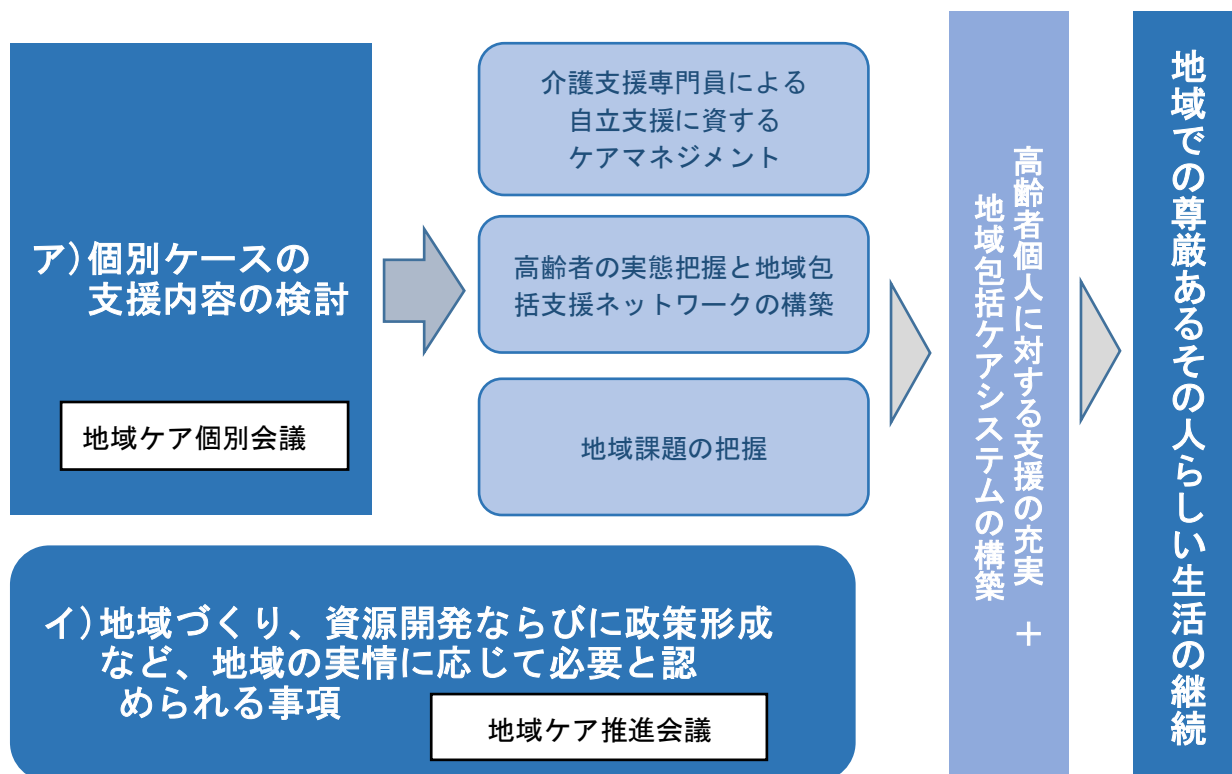 ア）個別ケースの
支援内容の検討
地域ケア個別会議
介護支援専門員による
自立支援に資する
ケアマネジメント
高齢者の実態把握と地域包
括支援ネットワークの構築
地域課題の把握
イ）地域づくり、資源開発ならびに政策形成
など、地域の実情に応じて必要と認
められる事項
地域ケア推進会議
高齢者個人に対する支援の充実　＋
地域包括ケアシステムの構築
地域での尊厳あるその人らしい生活の継続